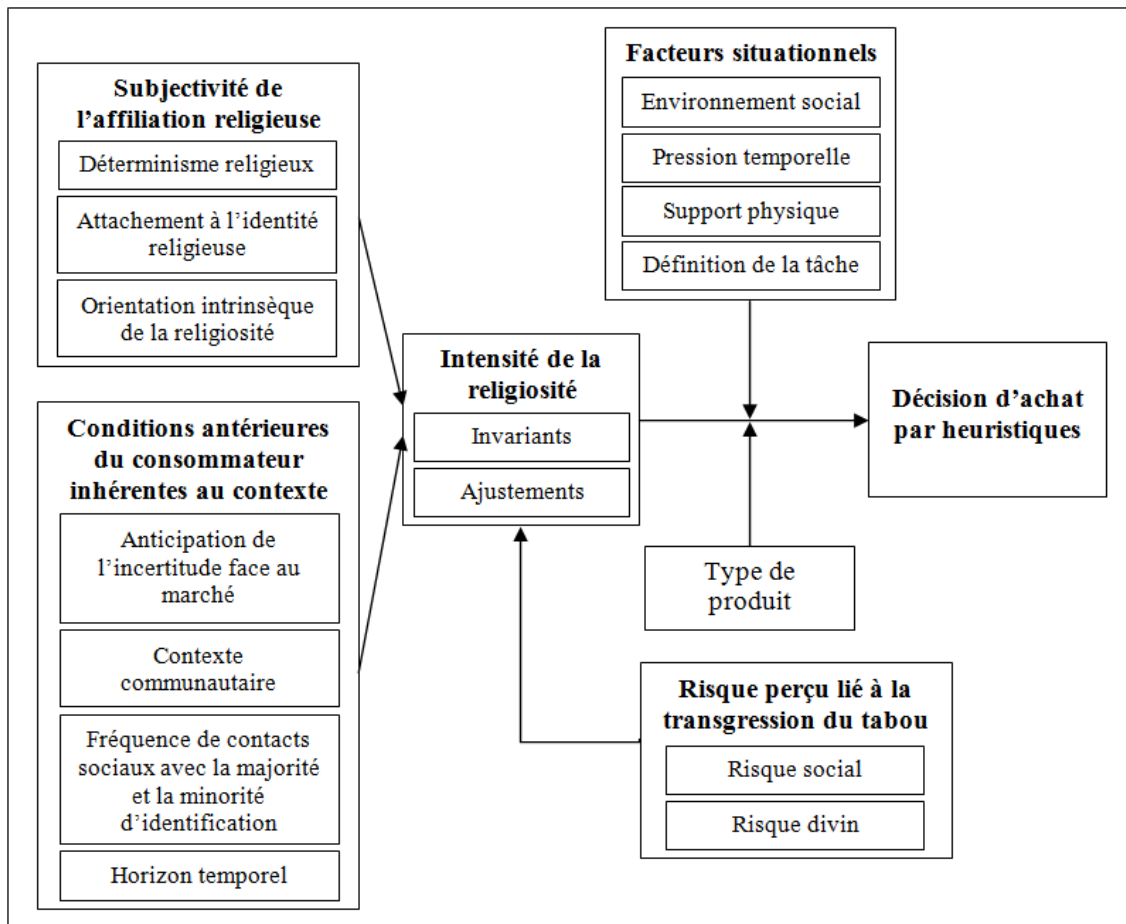 Subjectivité de
l'affiliation religieuse
Déterminisme religieux
Attachement à l'identité
religieuse
Orientation intrinsèque
de la religiosité
Conditions antérieures
du consommateur
inhérentes au contexte
Anticipation de
l'incertitude face au
marché
Contexte
communautaire
Fréquence de contacts
sociaux avec la majorité
et la minorité
d'identification
Horizon temporel
Intensité de la
religiosité
Invariants
Ajustements
Facteurs situationnels
Environnement social
Pression temporelle
Support physique
Définition de la tâche
Type de
produit
Risque perçu lié à la
transgression du tabou
Risque social
Risque divin
Décision d'achat
par heuristiques